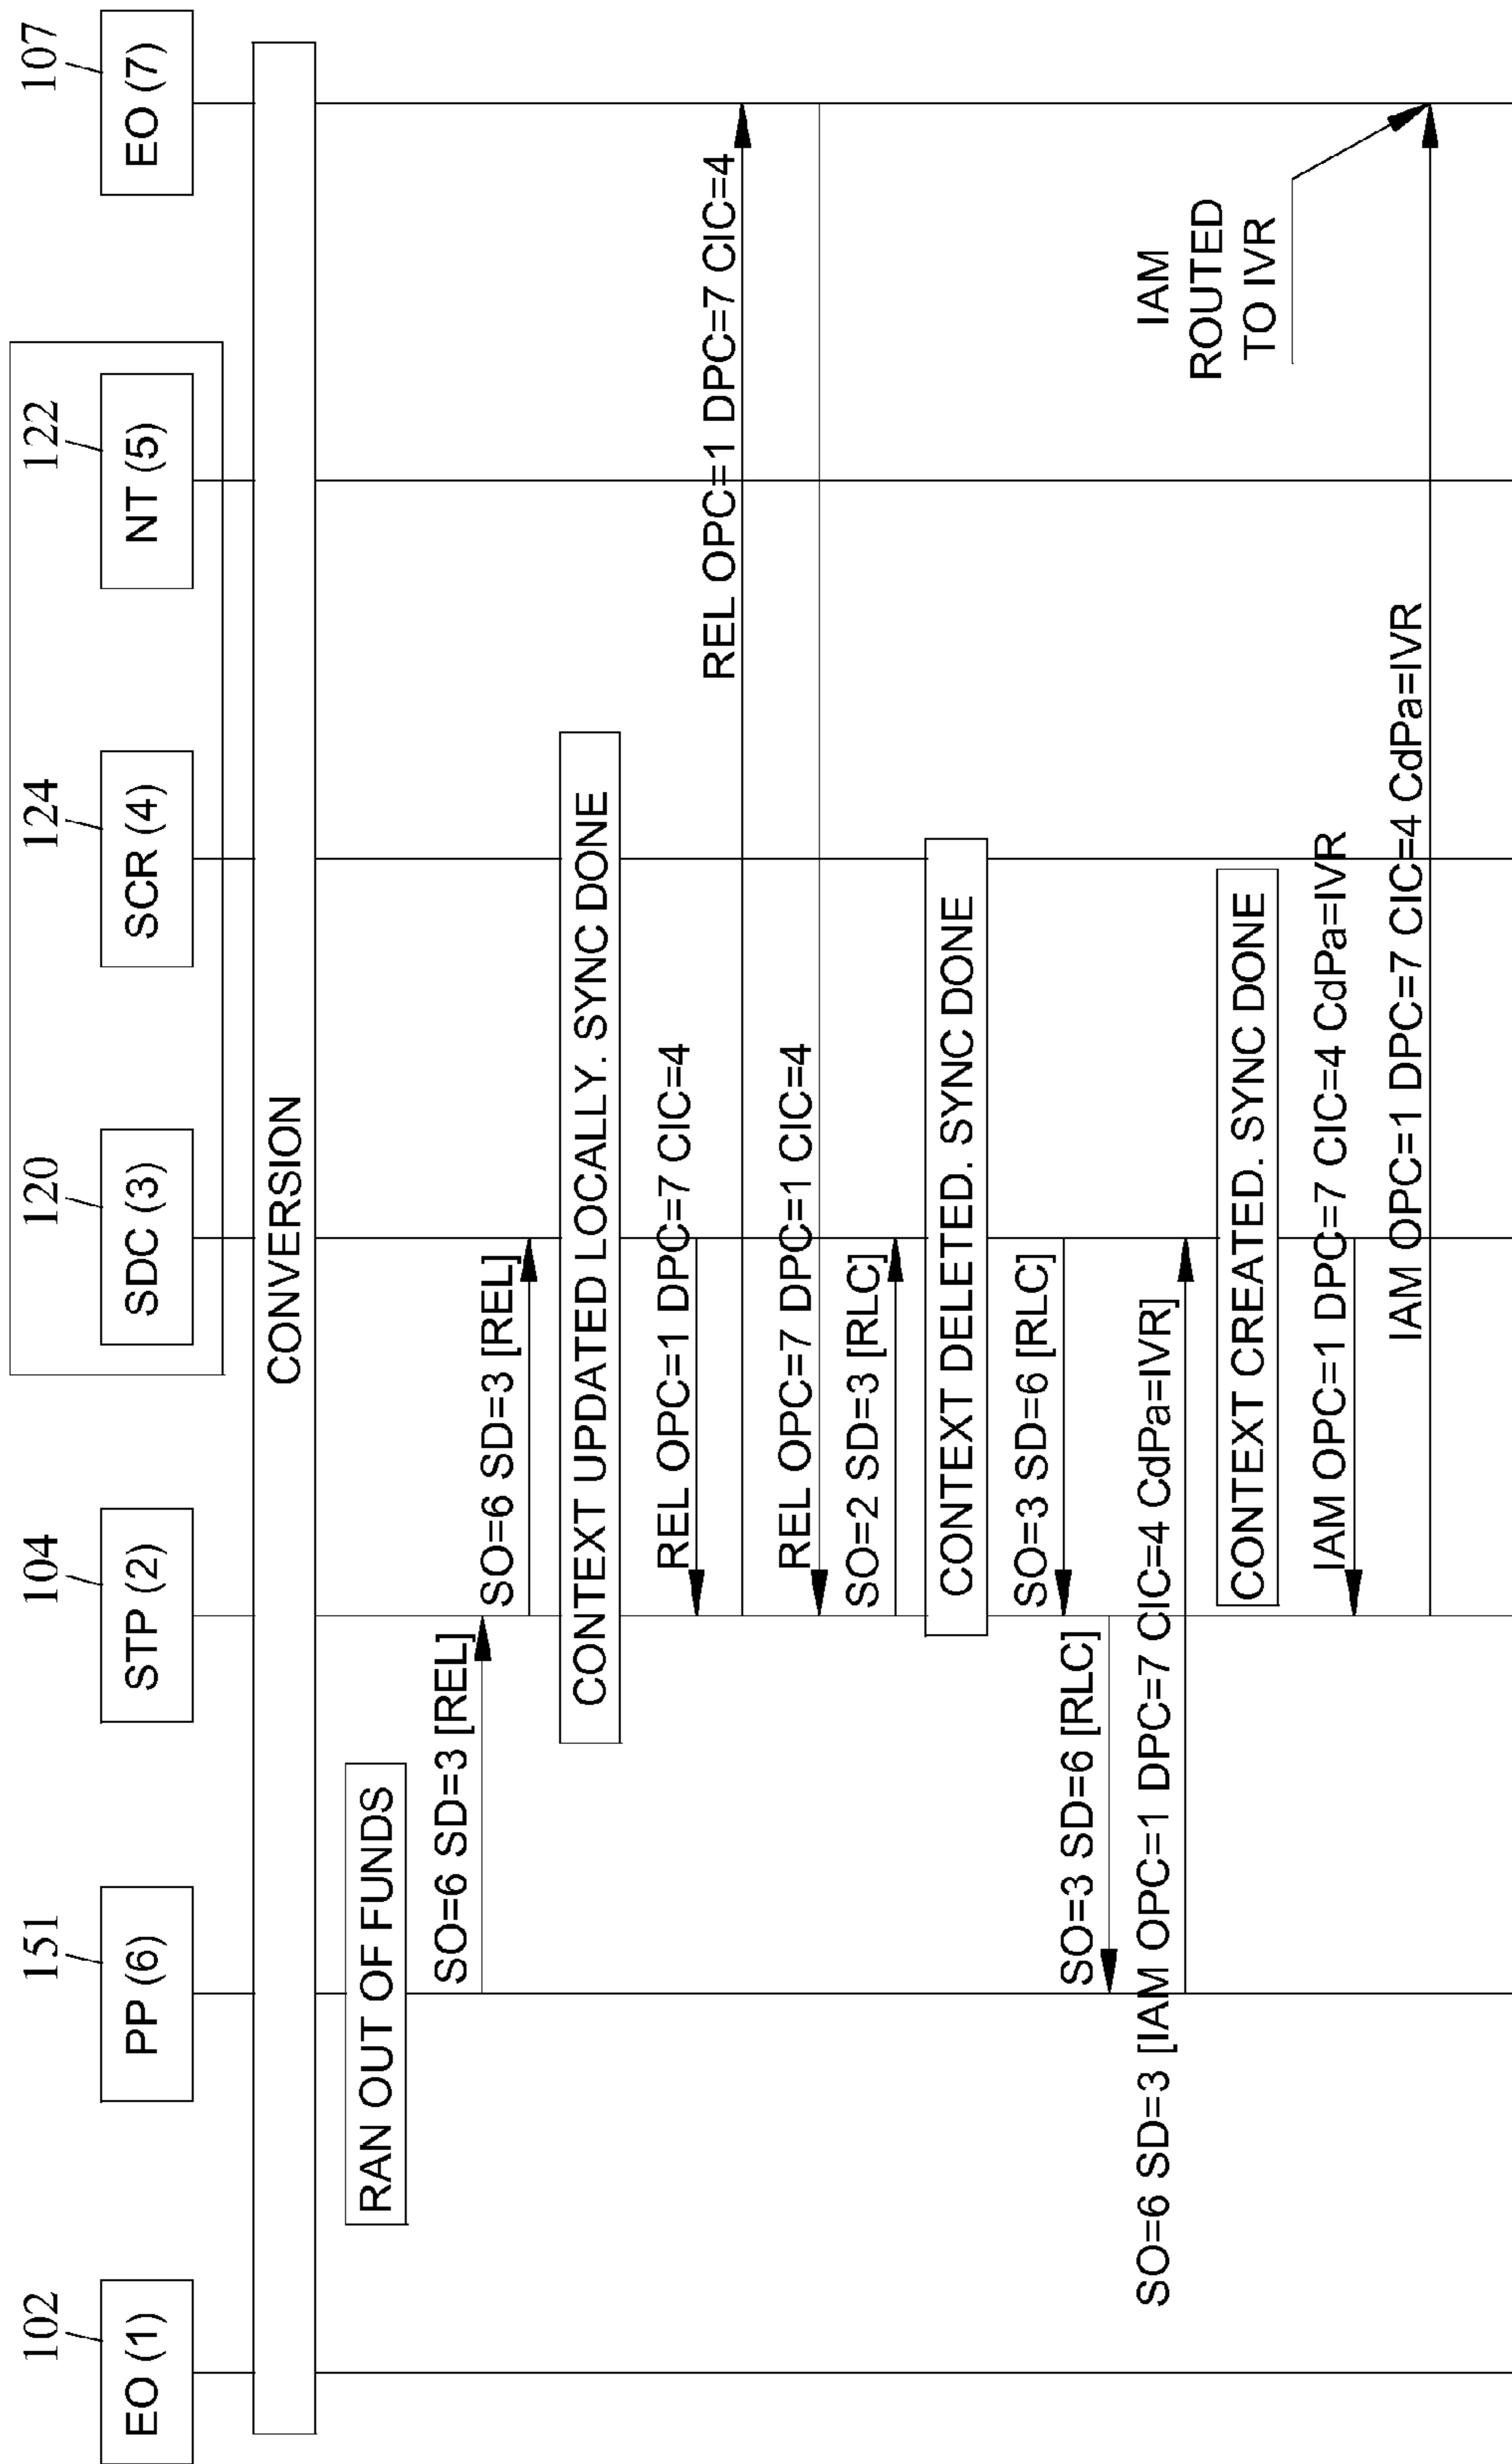 102
151
104
120
124
122
107
EO (1)
PP (6)
STP (2)
SDC (3)
SCR (4)
NT (5)
EO (7)
CONVERSION
RAN OUT OF FUNDS
SO=6 SD=3 [REL]
SO=6 SD=3 [REL]
CONTEXT UPDATED LOCALLY. SYNC DONE
REL OPC=1 DPC=7 CIC=4
REL OPC=1 DPC=7 CIC=4
REL OPC=7 DPC=1 CIC=4
SO=2 SD=3 [RLC]
CONTEXT DELETED. SYNC DONE
SO=3 SD=6 [RLC]
SO=3 SD=6 [RLC]
SO=6 SD=3 [IAM OPC=1 DPC=7 CIC=4 CdPa=IVR]
CONTEXT CREATED. SYNC DONE
IAM
ROUTED
TO IVR
IAM OPC=1 DPC=7 CIC=4 CdPa=IVR
IAM OPC=1 DPC=7 CIC=4 CdPa=IVR